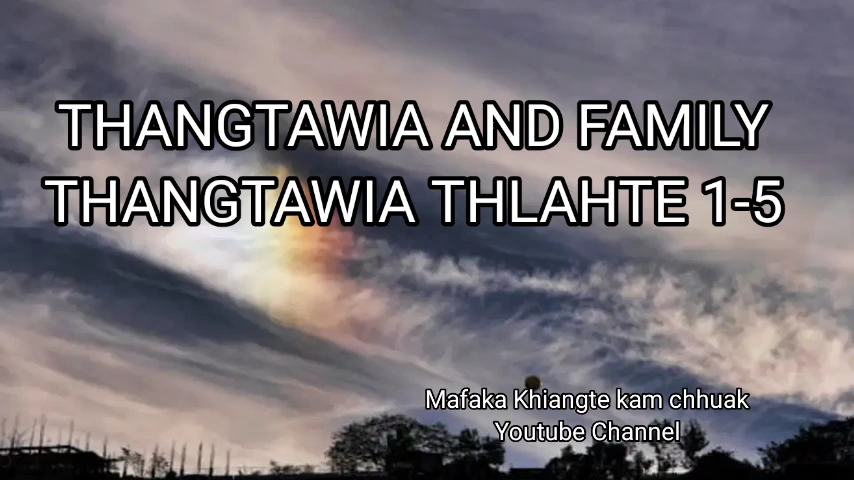 THANGTAWIA AND FAMILY
THANGTAWIA THLAHTE 1-5
Mafaka Khiangte kam chhuak
Youtube Channel